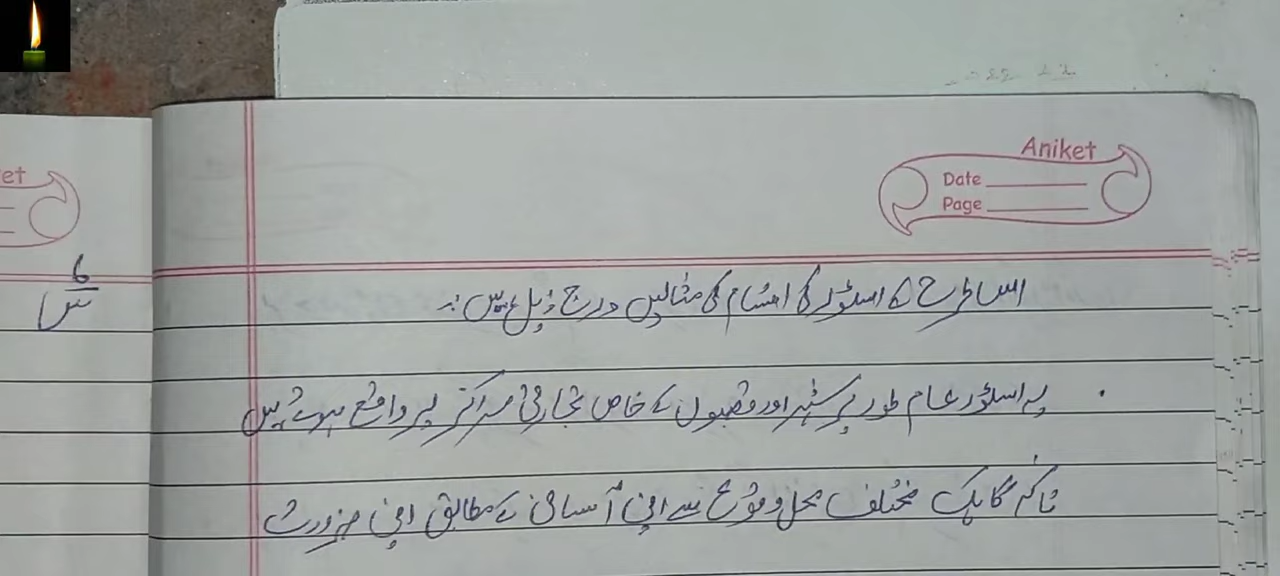 Aniket
Date
Page
et
6
س
اس طرح کے اسٹور کی اقسام کی مثالیں درج ذیل ہیں :۔
یہ اسٹور عام طور پر شہر اور قصبوں کے خاص تجارتی مراکز پر واقع ہوتے ہیں
تاکہ گاہک مختلف محل وقوع سے اپنی آسانی کے مطابق اپنی ضرورت